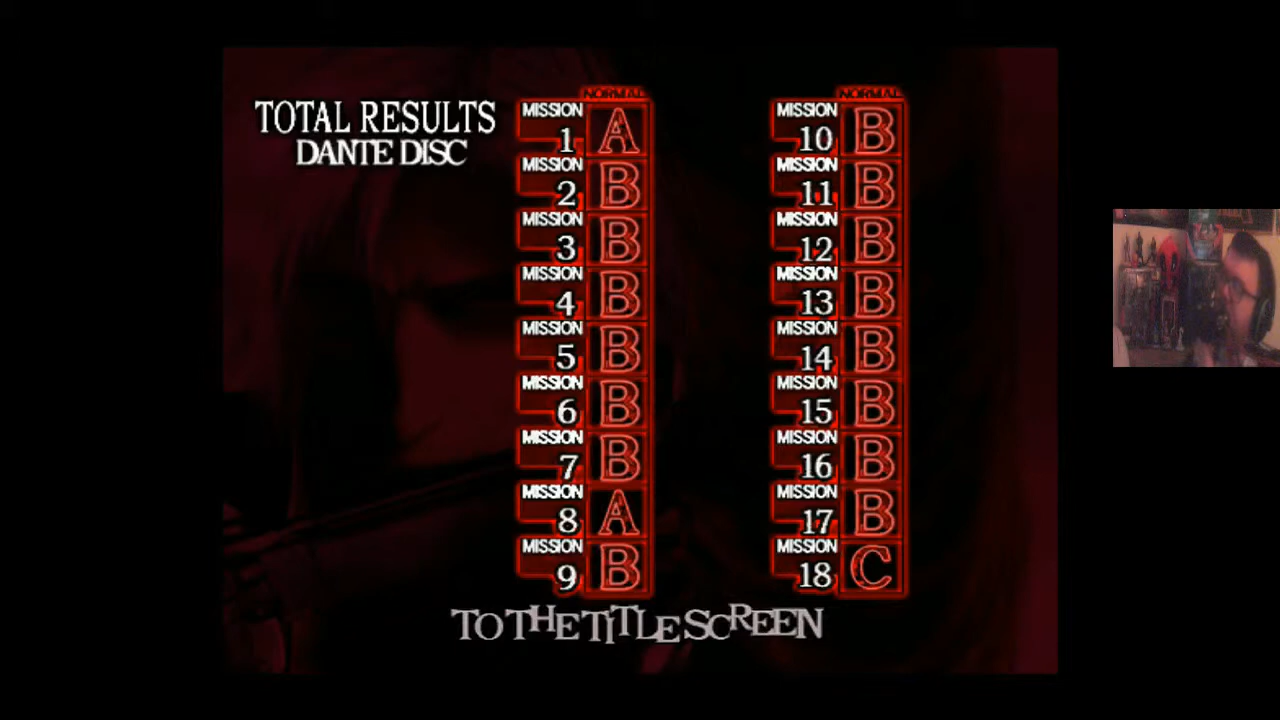 TOTAL RESULTS
DANTE DISC
NORMAL
MISSION
1 A
MISSION
2 B
MISSION
3 B
MISSION
4 B
MISSION
5 B
MISSION
6 B
MISSION
7 B
MISSION
8 A
MISSION
9 B
NORMAL
MISSION
10 B
MISSION
11 B
MISSION
12 B
MISSION
13 B
MISSION
14 B
MISSION
15 B
MISSION
16 B
MISSION
17 B
MISSION
18 C
TO THE TITLE SCREEN